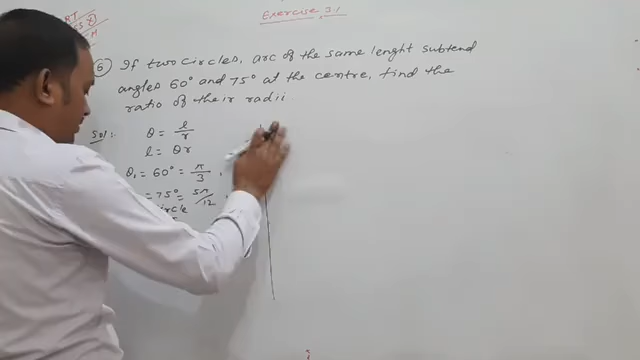 Exercise 3.1
6 If two circles, arc of the same lenght subtend
angles 60° and 75° at the centre, find the
ratio of their radii
Sol:- θ = l/r
l = θr
θ₁ = 60° = π/3 ,
= 75° = 5π/12